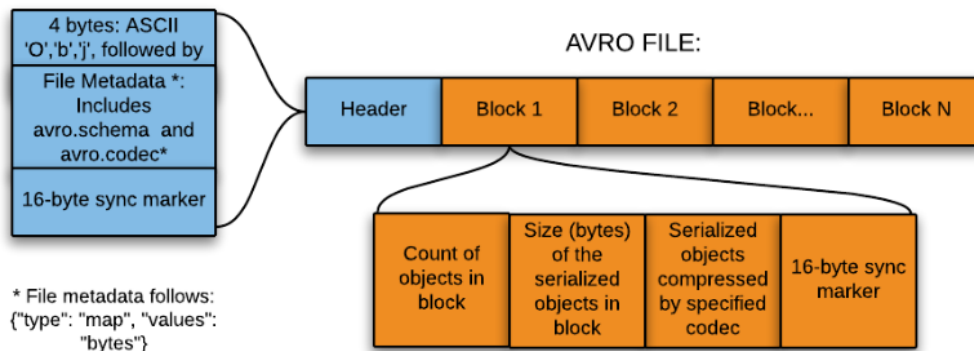 4 bytes: ASCII
'O','b','j', followed by
File Metadata *:
Includes
avro.schema and
avro.codec*
16-byte sync marker
* File metadata follows:
{"type": "map", "values":
"bytes"}
AVRO FILE:
Header
Block 1
Block 2
Block...
Block N
Count of
objects in
block
Size (bytes)
of the
serialized
objects in
block
Serialized
objects
compressed
by specified
codec
16-byte sync
marker